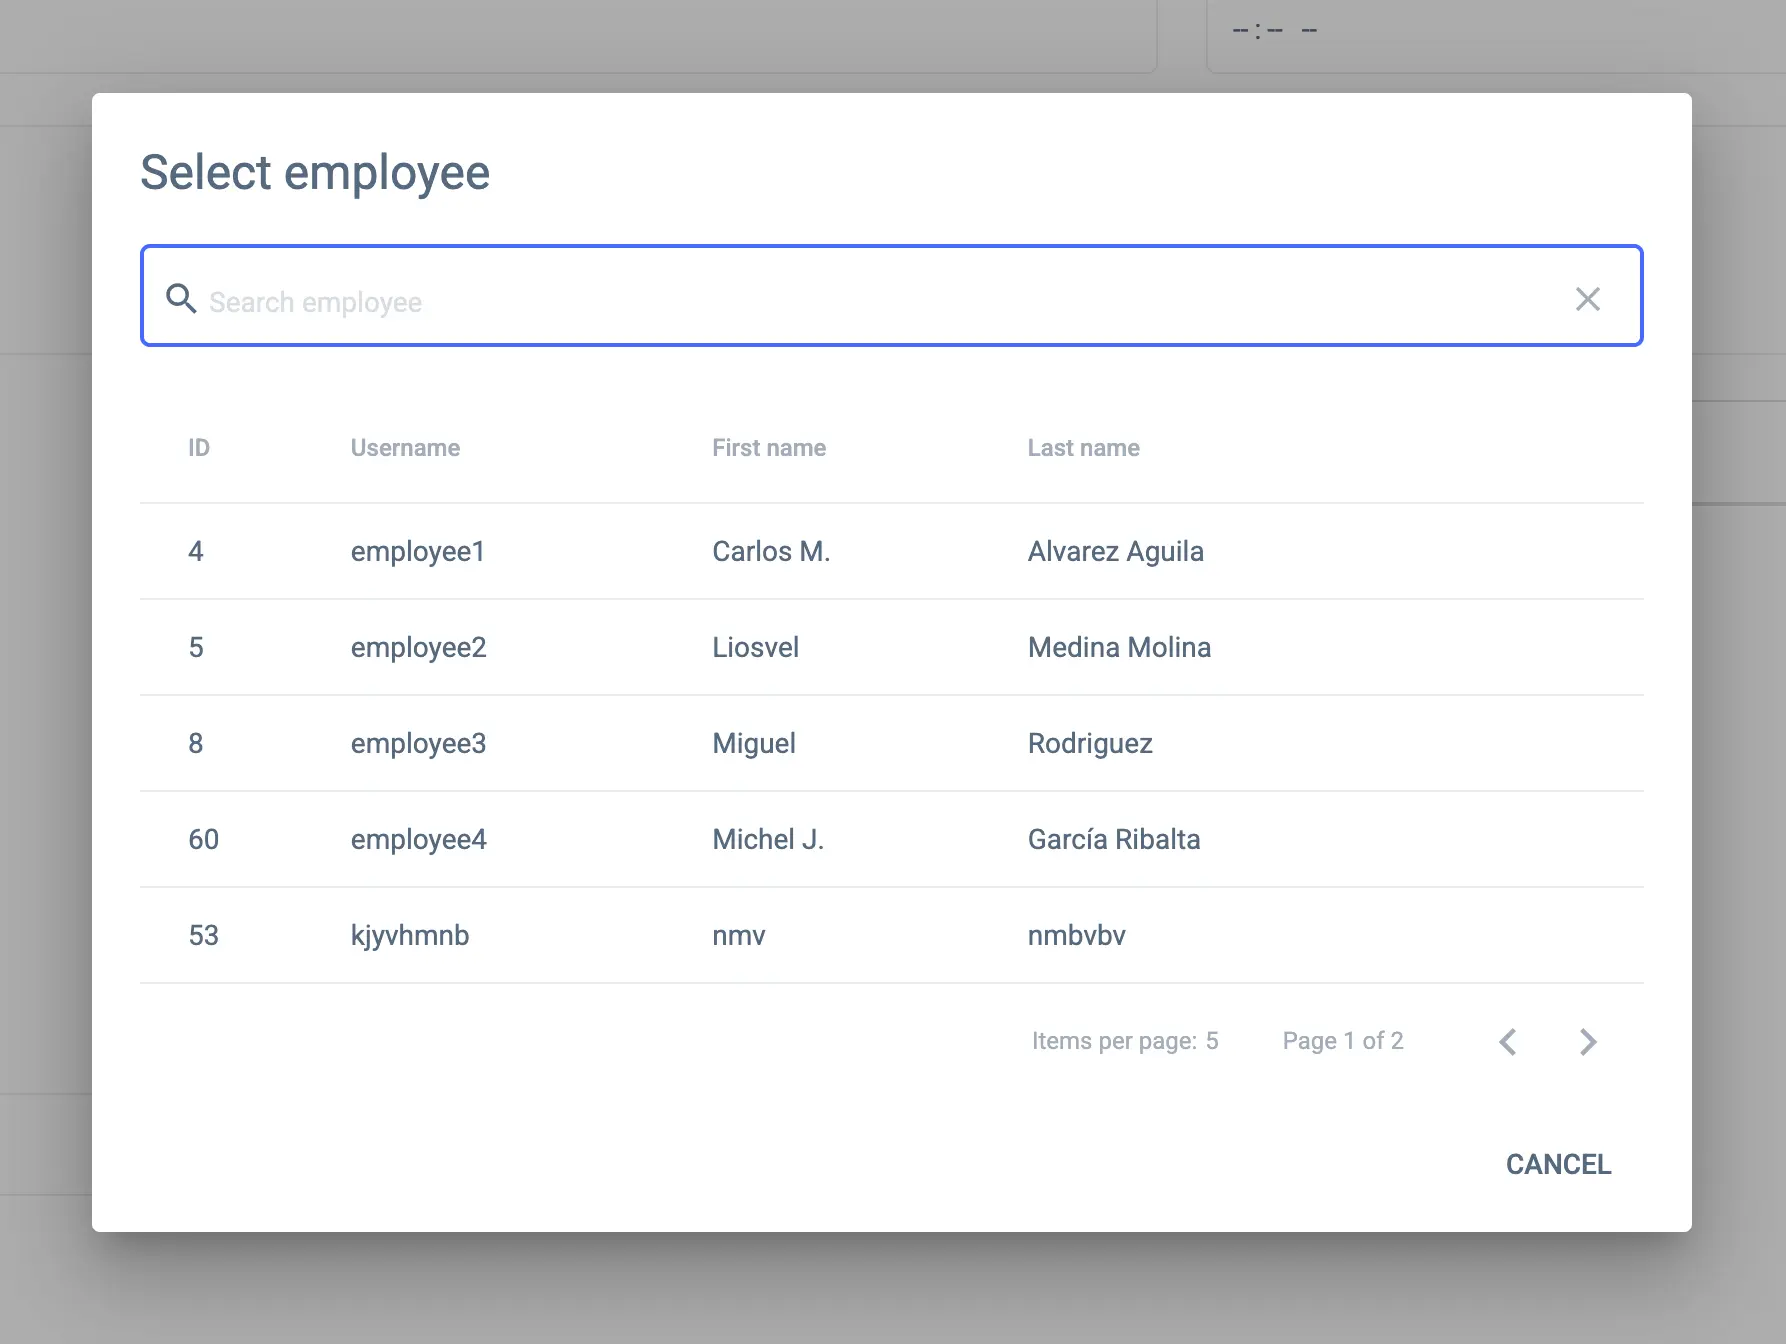 --:-- --
Select employee
Search employee
ID Username First name Last name
4 employee1 Carlos M. Alvarez Aguila
5 employee2 Liosvel Medina Molina
8 employee3 Miguel Rodriguez
60 employee4 Michel J. García Ribalta
53 kjyvhmnb nmv nmbvbv
Items per page: 5 Page 1 of 2
CANCEL